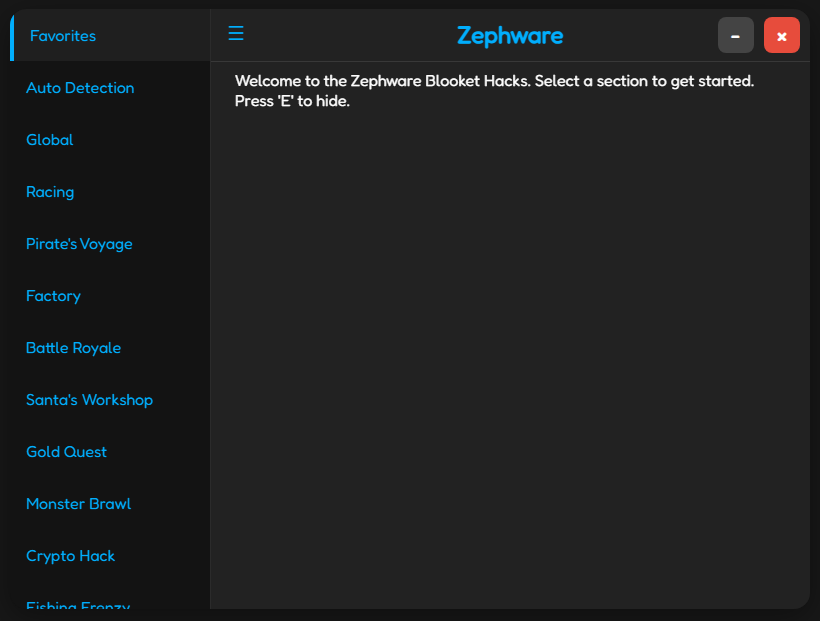 Favorites
Auto Detection
Global
Racing
Pirate's Voyage
Factory
Battle Royale
Santa's Workshop
Gold Quest
Monster Brawl
Crypto Hack
Fishing Frenzy
☰
Zephware
–
×
Welcome to the Zephware Blooket Hacks. Select a section to get started.
Press 'E' to hide.